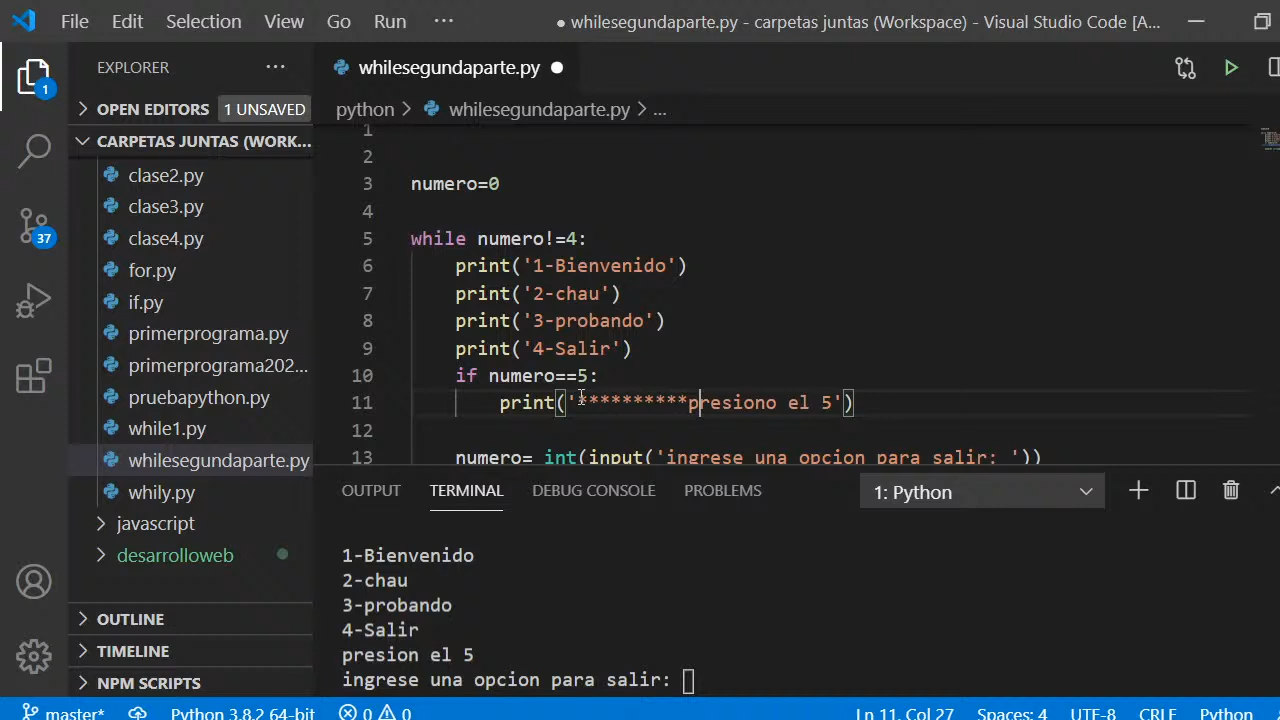 File Edit Selection View Go Run ··· ● whilesegundaparte.py - carpetas juntas (Workspace) - Visual Studio Code [A...
EXPLORER ···
whilesegundaparte.py ●
OPEN EDITORS 1 UNSAVED
python > whilesegundaparte.py > ...
CARPETAS JUNTAS (WORK...
clase2.py
clase3.py
clase4.py
for.py
if.py
primerprograma.py
primerprograma202...
pruebapython.py
while1.py
whilesegundaparte.py
whily.py
javascript
desarrolloweb
OUTLINE
TIMELINE
NPM SCRIPTS
1
37
1
2
3 numero=0
4
5 while numero!=4:
6 print('1-Bienvenido')
7 print('2-chau')
8 print('3-probando')
9 print('4-Salir')
10 if numero==5:
11 print('**********presiono el 5')
12
13 numero= int(input('ingrese una opcion para salir: '))
OUTPUT TERMINAL DEBUG CONSOLE PROBLEMS 1: Python
1-Bienvenido
2-chau
3-probando
4-Salir
presion el 5
ingrese una opcion para salir:
master* Python 3.8.2 64-bit 0 0 Ln 11, Col 27 Spaces: 4 UTF-8 CRLF Python